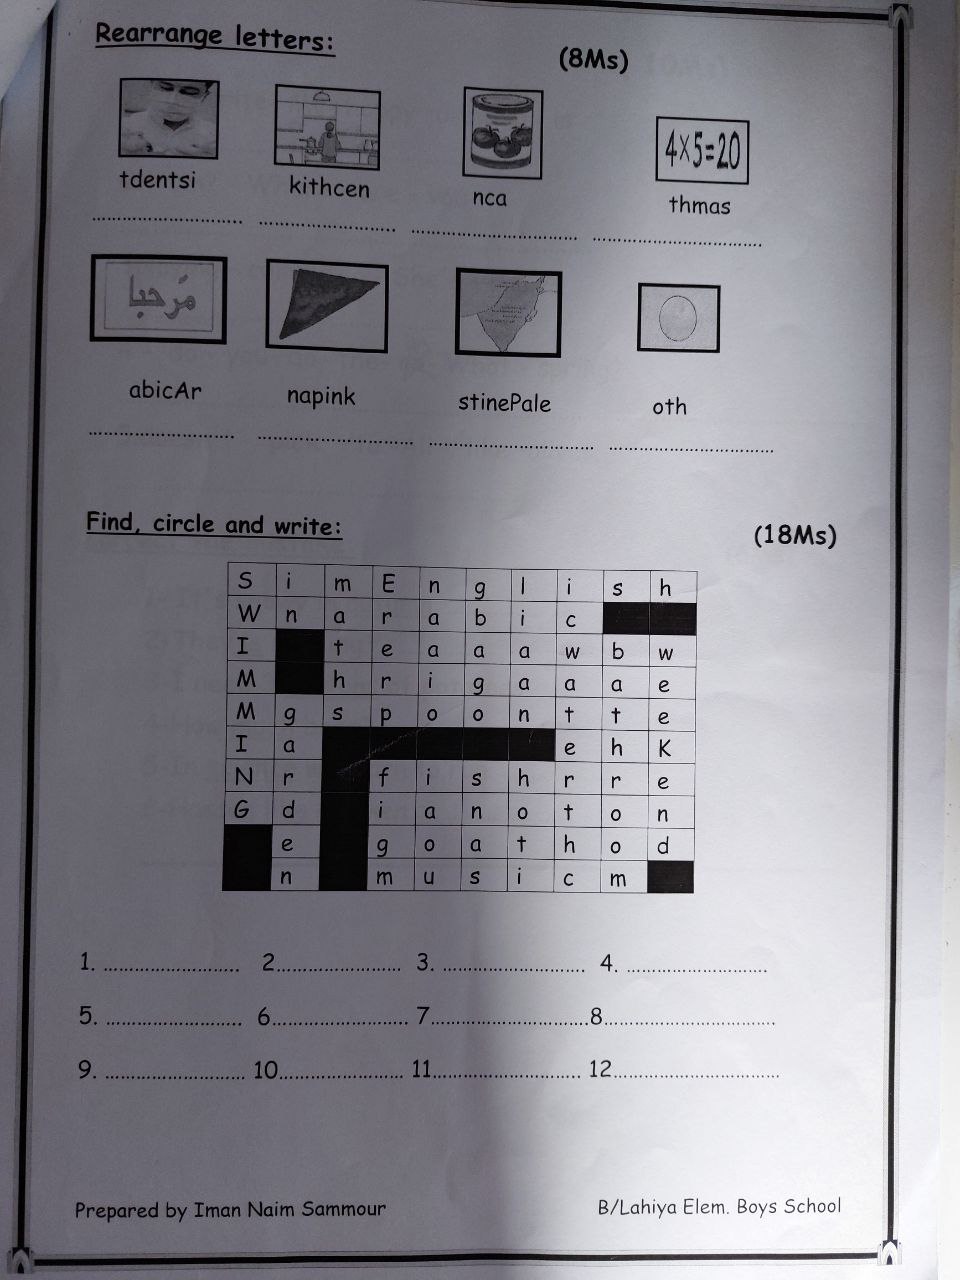 Rearrange letters: (8Ms)
4×5=20
tdentsi kithcen nca thmas
مَرحبا
abicAr napink stinePale oth
Find, circle and write: (18Ms)
S i m E n g l i s h
W n a r a b i c
I t e a a a w b w
M h r i g a a a e
M g s p o o n t t e
I a e h K
N r f i s h r r e
G d i a n o t o n
e g o a t h o d
n m u s i c m
1. .......................... 2........................ 3. .......................... 4. ..........................
5. .......................... 6.......................... 7..............................8................................
9. .......................... 10........................ 11.............................. 12................................
Prepared by Iman Naim Sammour B/Lahiya Elem. Boys School